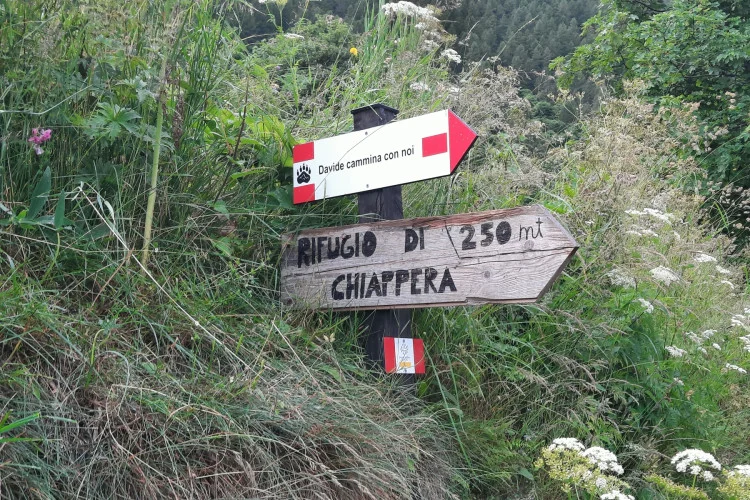 Davide cammina con noi
RIFUGIO DI 250 mt
CHIAPPERA